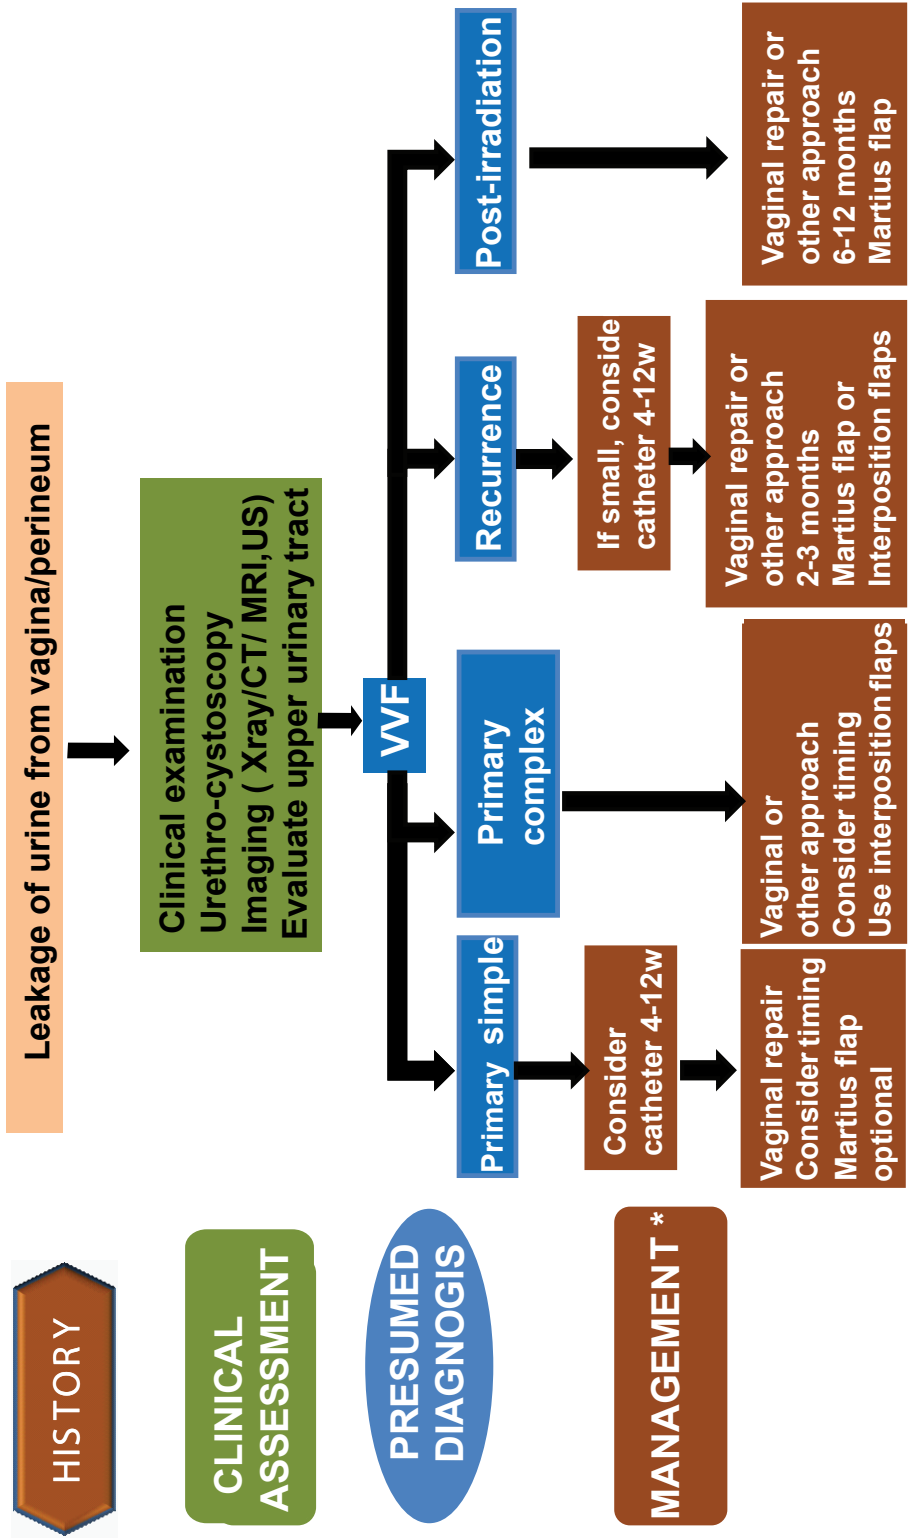 HISTORY
Leakage of urine from vagina/perineum
CLINICAL
ASSESSMENT
Clinical examination
Urethro-cystoscopy
Imaging ( Xray/CT/ MRI,US)
Evaluate upper urinary tract
PRESUMED
DIAGNOGIS
VVF
Primary simple
Primary
complex
Recurrence
Post-irradiation
MANAGEMENT *
Consider
catheter 4-12w
If small, conside
catheter 4-12w
Vaginal repair
Consider timing
Martius flap
optional
Vaginal or
other approach
Consider timing
Use interposition flaps
Vaginal repair or
other approach
2-3 months
Martius flap or
Interposition flaps
Vaginal repair or
other approach
6-12 months
Martius flap